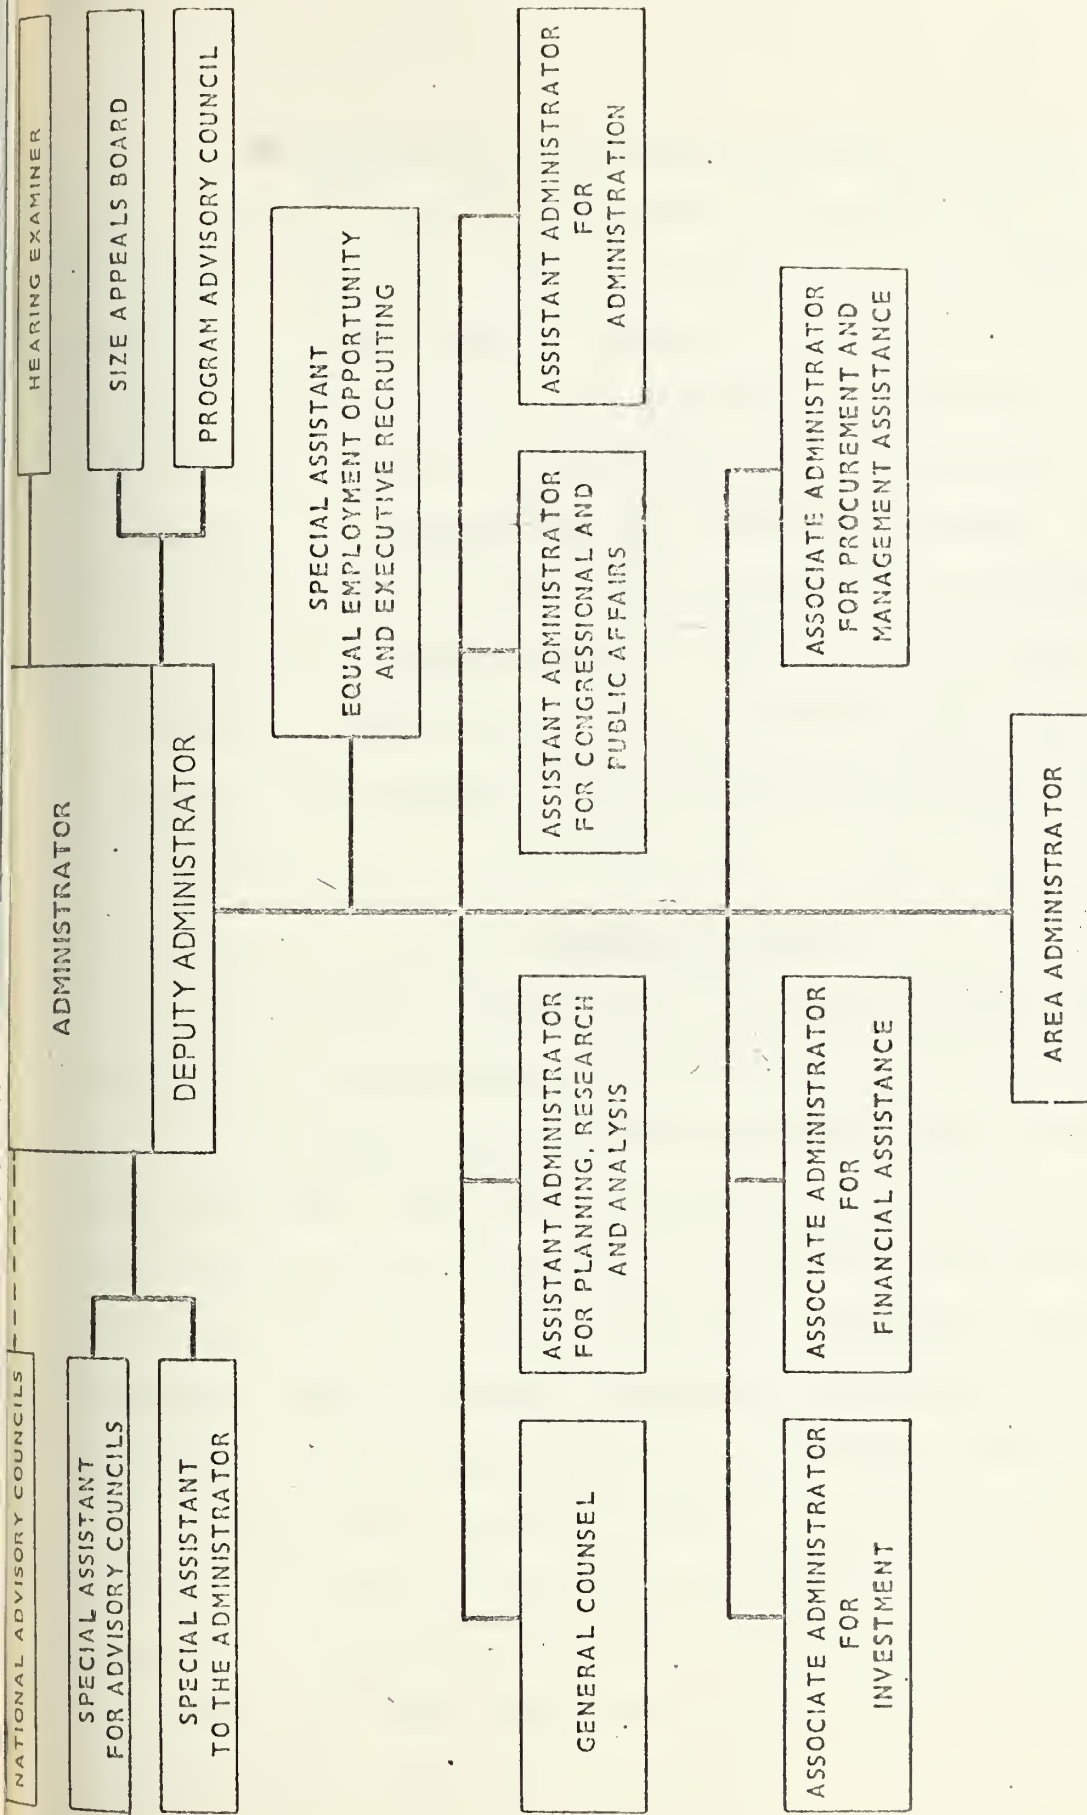 NATIONAL ADVISORY COUNCILS
ADMINISTRATOR
HEARING EXAMINER
SPECIAL ASSISTANT
FOR ADVISORY COUNCILS
SIZE APPEALS BOARD
DEPUTY ADMINISTRATOR
SPECIAL ASSISTANT
TO THE ADMINISTRATOR
PROGRAM ADVISORY COUNCIL
SPECIAL ASSISTANT
EQUAL EMPLOYMENT OPPORTUNITY
AND EXECUTIVE RECRUITING
GENERAL COUNSEL
ASSISTANT ADMINISTRATOR
FOR PLANNING, RESEARCH
AND ANALYSIS
ASSISTANT ADMINISTRATOR
FOR CONGRESSIONAL AND
PUBLIC AFFAIRS
ASSISTANT ADMINISTRATOR
FOR
ADMINISTRATION
ASSOCIATE ADMINISTRATOR
FOR
INVESTMENT
ASSOCIATE ADMINISTRATOR
FOR
FINANCIAL ASSISTANCE
ASSOCIATE ADMINISTRATOR
FOR PROCUREMENT AND
MANAGEMENT ASSISTANCE
AREA ADMINISTRATOR